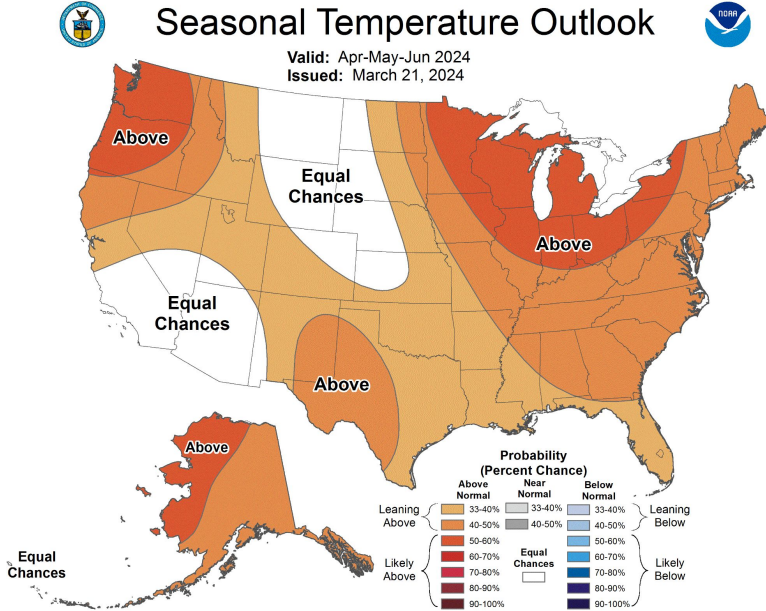 Seasonal Temperature Outlook
NOAA
Valid: Apr-May-Jun 2024
Issued: March 21, 2024
Above
Equal
Chances
Above
Equal
Chances
Above
Above
Equal
Chances
Probability
(Percent Chance)
Above
Normal
Near
Normal
Below
Normal
Leaning
Above
33-40%
40-50%
33-40%
40-50%
33-40%
40-50%
Leaning
Below
Likely
Above
50-60%
60-70%
70-80%
80-90%
90-100%
Equal
Chances
50-60%
60-70%
70-80%
80-90%
90-100%
Likely
Below